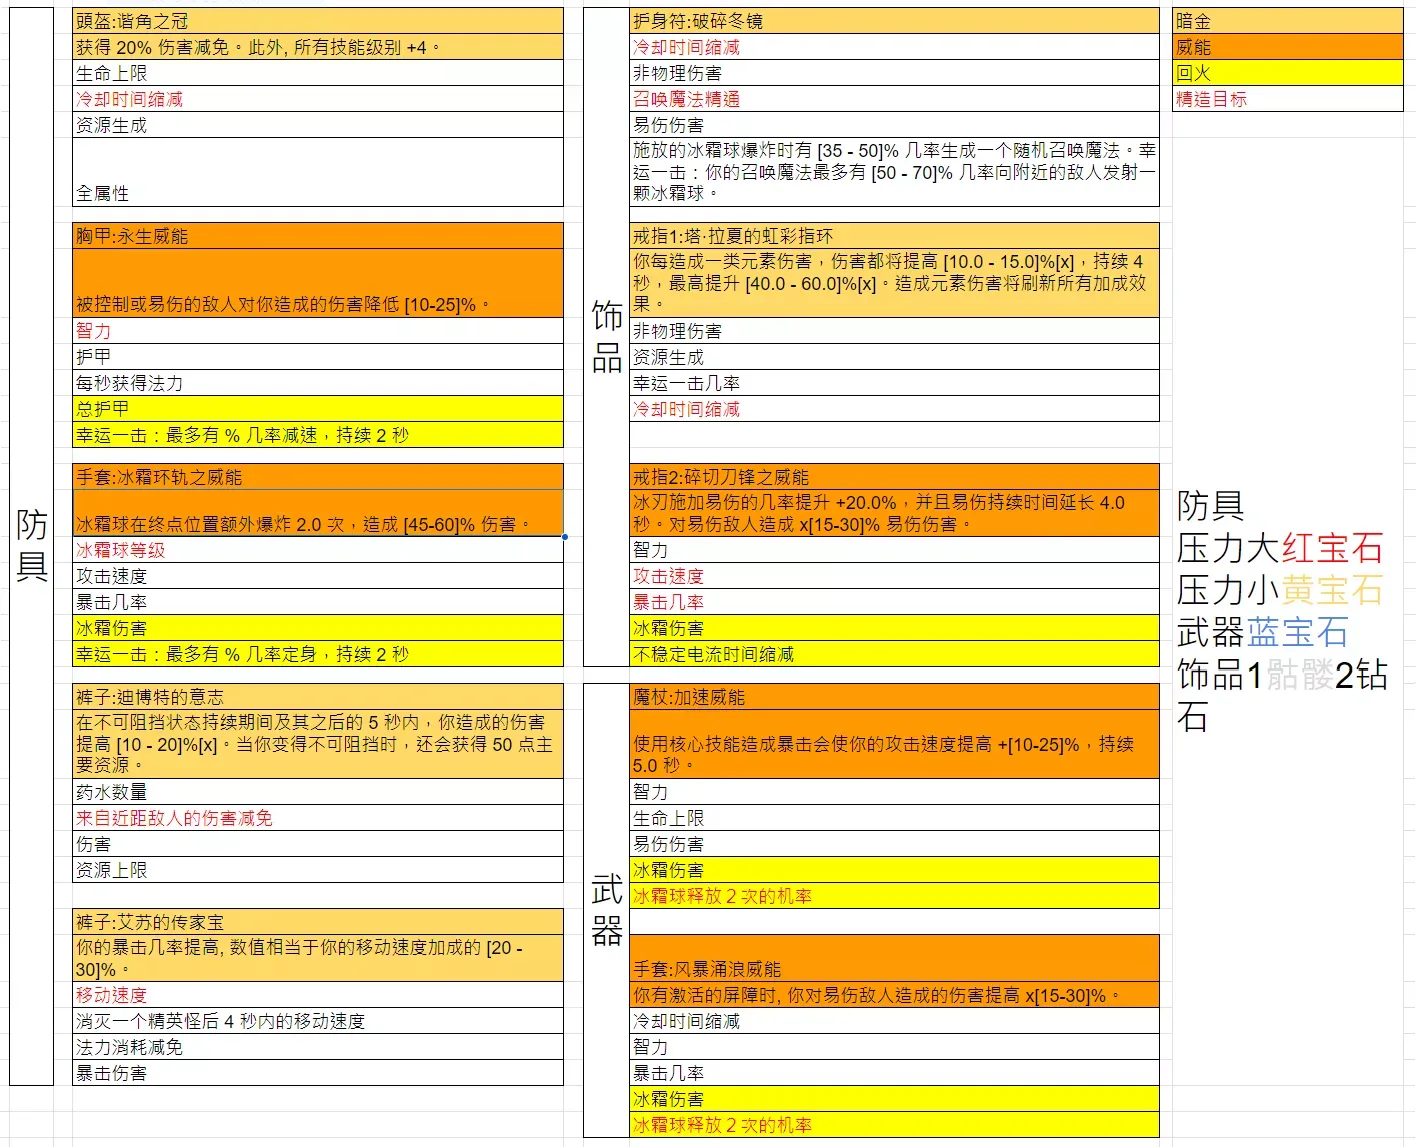 防具
頭盔:谐角之冠
获得 20% 伤害减免。此外, 所有技能级别 +4。
生命上限
冷却时间缩减
资源生成
全属性
胸甲:永生威能
被控制或易伤的敌人对你造成的伤害降低 [10-25]%。
智力
护甲
每秒获得法力
总护甲
幸运一击：最多有 % 几率减速，持续 2 秒
手套:冰霜环轨之威能
冰霜球在终点位置额外爆炸 2.0 次，造成 [45-60]% 伤害。
冰霜球等级
攻击速度
暴击几率
冰霜伤害
幸运一击：最多有 % 几率定身，持续 2 秒
裤子:迪博特的意志
在不可阻挡状态持续期间及其之后的 5 秒内，你造成的伤害
提高 [10 - 20]%[x]。当你变得不可阻挡时，还会获得 50 点主
要资源。
药水数量
来自近距敌人的伤害减免
伤害
资源上限
裤子:艾苏的传家宝
你的暴击几率提高, 数值相当于你的移动速度加成的 [20 -
30]%。
移动速度
消灭一个精英怪后 4 秒内的移动速度
法力消耗减免
暴击伤害
饰品
护身符:破碎冬镜
冷却时间缩减
非物理伤害
召唤魔法精通
易伤伤害
施放的冰霜球爆炸时有 [35 - 50]% 几率生成一个随机召唤魔法。幸
运一击：你的召唤魔法最多有 [50 - 70]% 几率向附近的敌人发射一
颗冰霜球。
戒指1:塔·拉夏的虹彩指环
你每造成一类元素伤害，伤害都将提高 [10.0 - 15.0]%[x]，持续 4
秒，最高提升 [40.0 - 60.0]%[x]。造成元素伤害将刷新所有加成效
果。
非物理伤害
资源生成
幸运一击几率
冷却时间缩减
戒指2:碎切刀锋之威能
冰刃施加易伤的几率提升 +20.0%，并且易伤持续时间延长 4.0
秒。对易伤敌人造成 x[15-30]% 易伤伤害。
智力
攻击速度
暴击几率
冰霜伤害
不稳定电流时间缩减
武器
魔杖:加速威能
使用核心技能造成暴击会使你的攻击速度提高 +[10-25]%，持续
5.0 秒。
智力
生命上限
易伤伤害
冰霜伤害
冰霜球释放 2 次的机率
手套:风暴涌浪威能
你有激活的屏障时, 你对易伤敌人造成的伤害提高 x[15-30]%。
冷却时间缩减
智力
暴击几率
冰霜伤害
冰霜球释放 2 次的机率
暗金
威能
回火
精造目标
防具
压力大红宝石
压力小黄宝石
武器蓝宝石
饰品1骷髅2钻
石